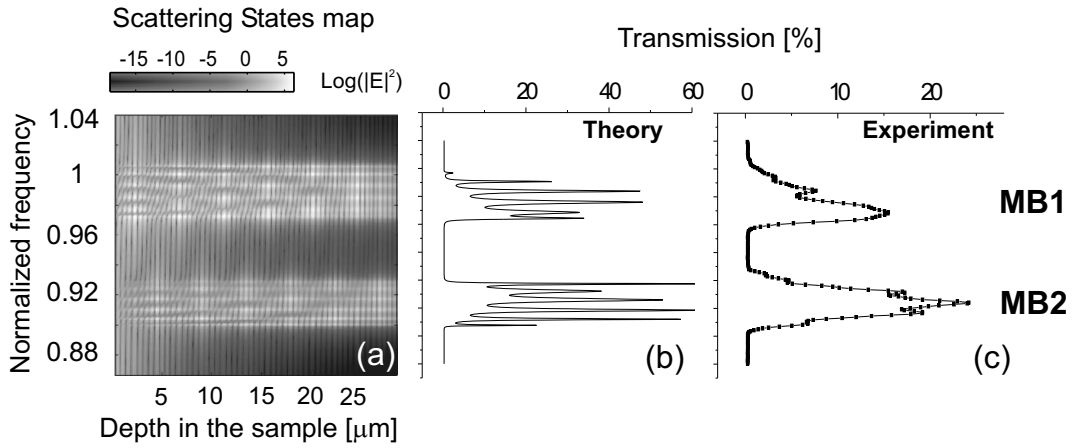 Scattering States map
-15 -10 -5 0 5
Log(|E|²)
Normalized frequency
1.04
1
0.96
0.92
0.88
(a)
5 10 15 20 25
Depth in the sample [μm]
Transmission [%]
0 20 40 60
Theory
(b)
0 10 20
Experiment
(c)
MB1
MB2